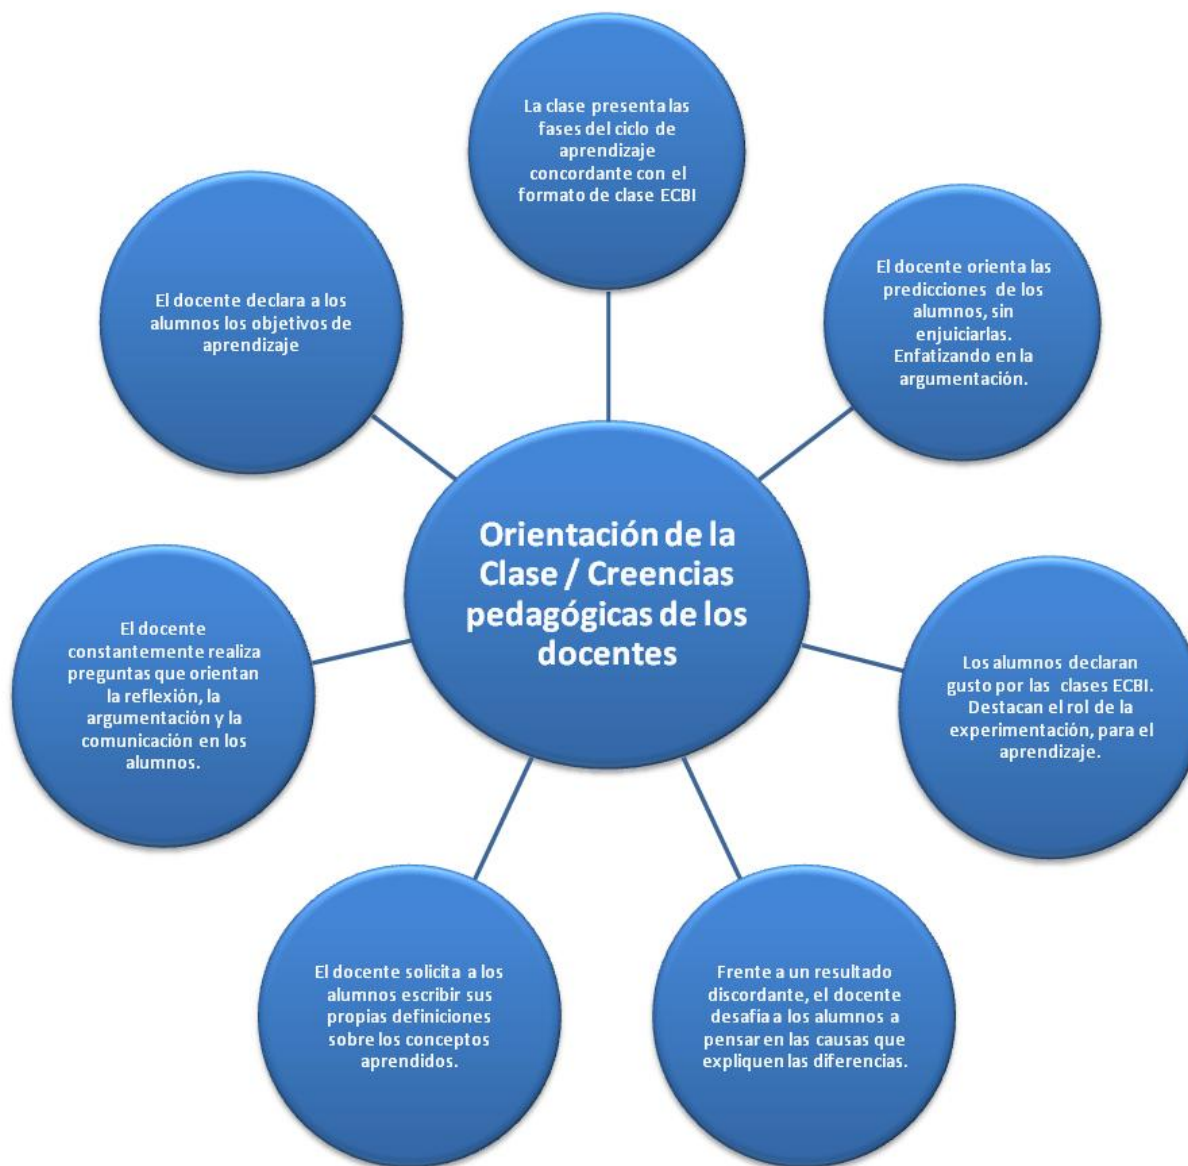 La clase presenta las
fases del ciclo de
aprendizaje
concordante con el
formato de clase ECBI
El docente orienta las
predicciones de los
alumnos, sin
enjuiciarlas.
Enfatizando en la
argumentación.
El docente declara a los
alumnos los objetivos de
aprendizaje
Orientación de la
Clase / Creencias
pedagógicas de los
docentes
El docente
constantemente realiza
preguntas que orientan
la reflexión, la
argumentación y la
comunicación en los
alumnos.
Los alumnos declaran
gusto por las clases ECBI.
Destacan el rol de la
experimentación, para el
aprendizaje.
El docente solicita a los
alumnos escribir sus
propias definiciones
sobre los conceptos
aprendidos.
Frente a un resultado
discordante, el docente
desafía a los alumnos a
pensar en las causas que
expliquen las diferencias.